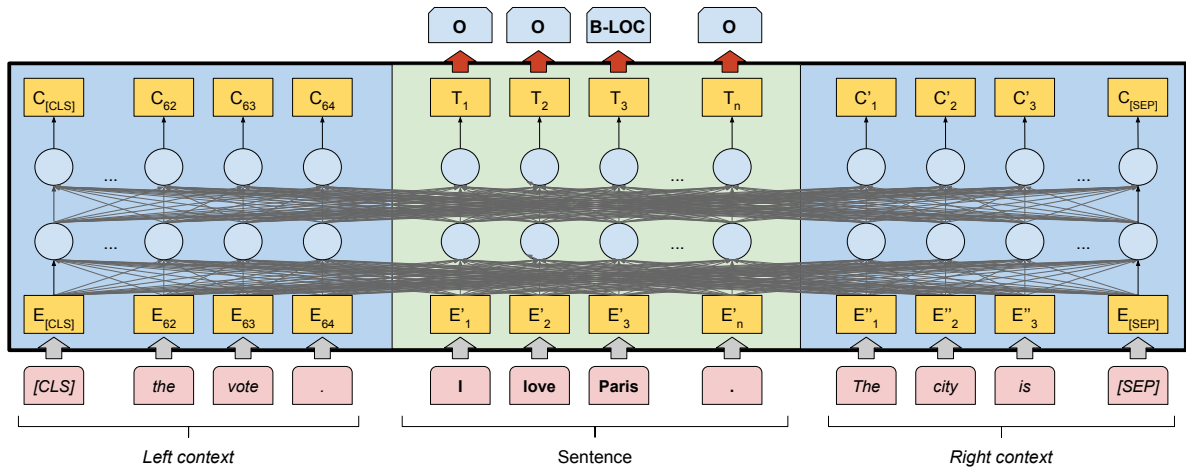 O O B-LOC O
C[CLS] C62 C63 C64 T1 T2 T3 Tn C'1 C'2 C'3 C[SEP]
... ... ...
... ... ...
E[CLS] E62 E63 E64 E'1 E'2 E'3 E'n E''1 E''2 E''3 E[SEP]
[CLS] the vote . I love Paris . The city is [SEP]
Left context Sentence Right context